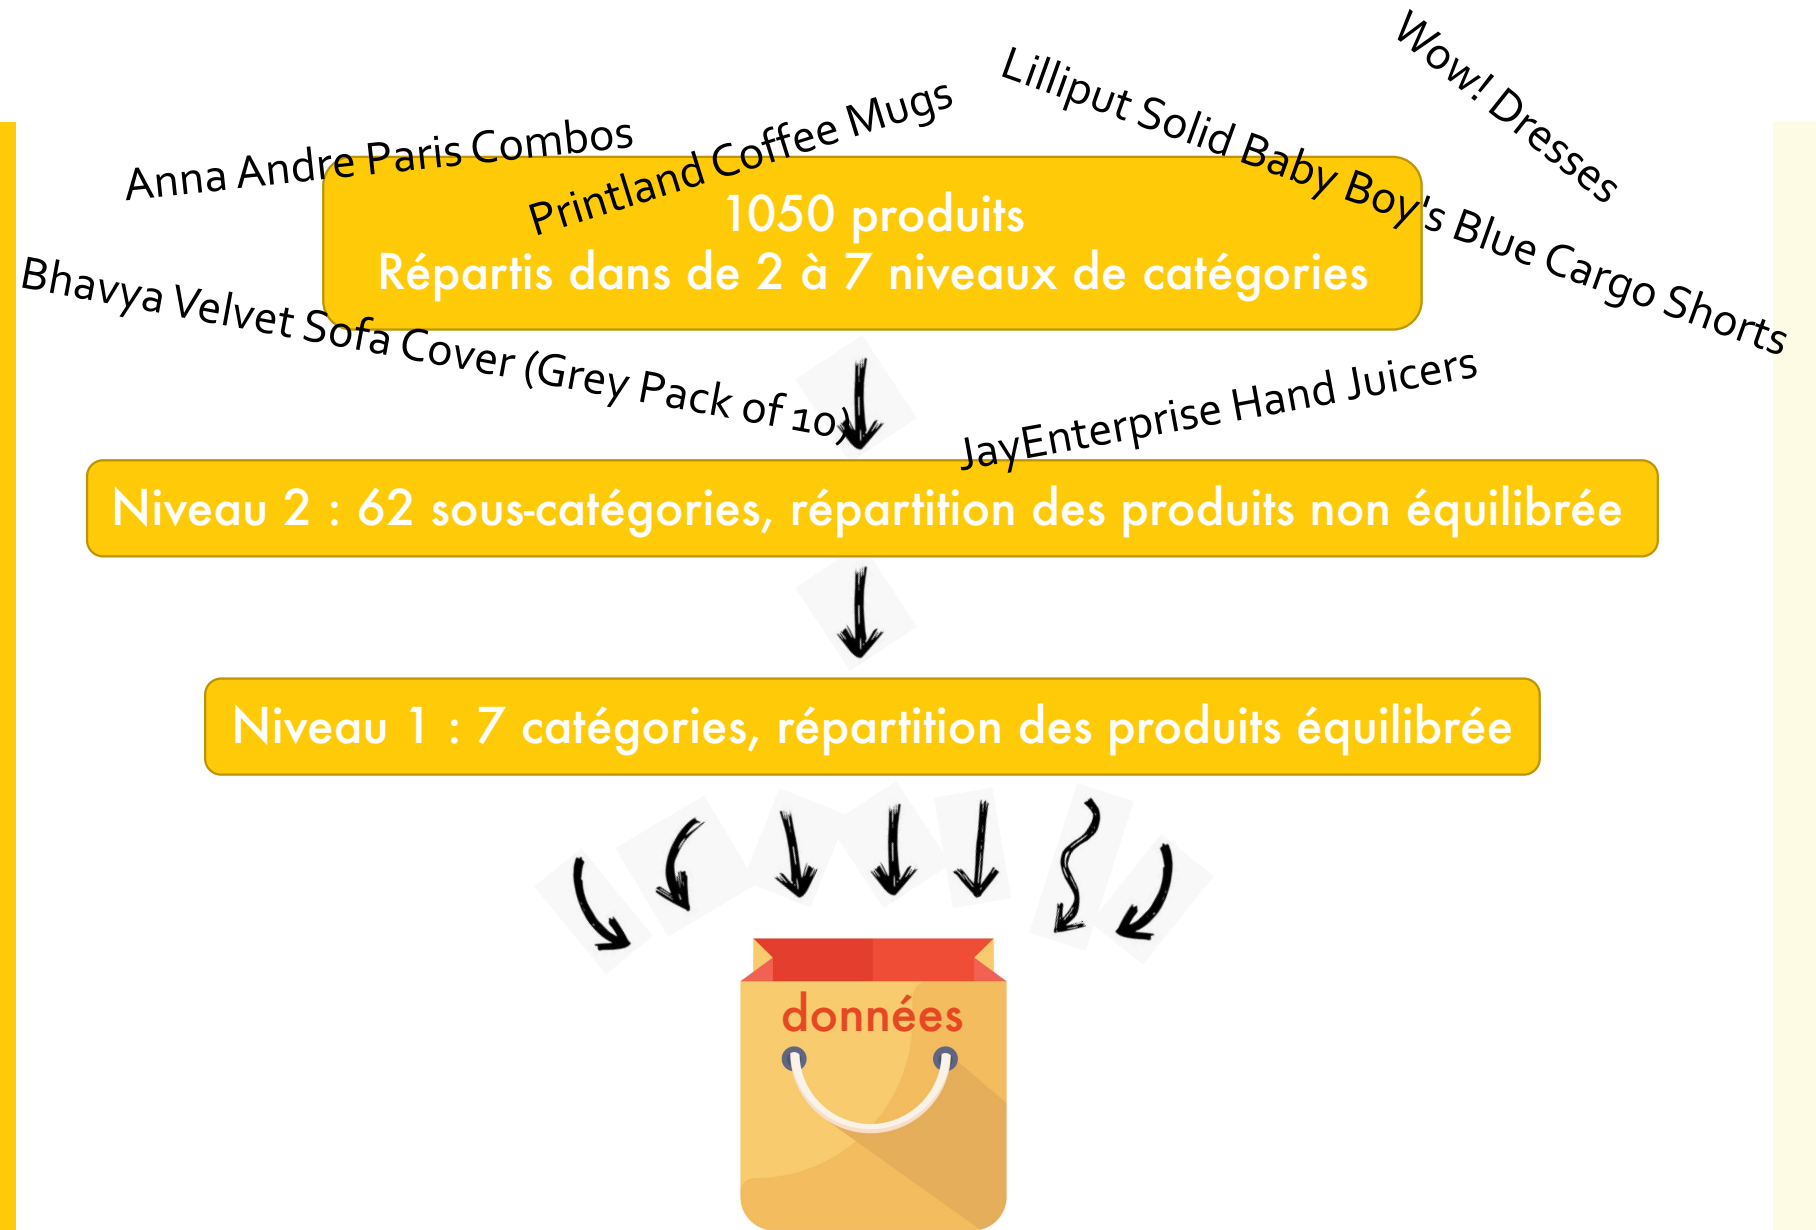 Wow! Dresses
Lilliput Solid Baby Boy's Blue Cargo Shorts
Printland Coffee Mugs
Anna Andre Paris Combos
1050 produits
Répartis dans de 2 à 7 niveaux de catégories
Bhavya Velvet Sofa Cover (Grey Pack of 10)
JayEnterprise Hand Juicers
Niveau 2 : 62 sous-catégories, répartition des produits non équilibrée
Niveau 1 : 7 catégories, répartition des produits équilibrée
données